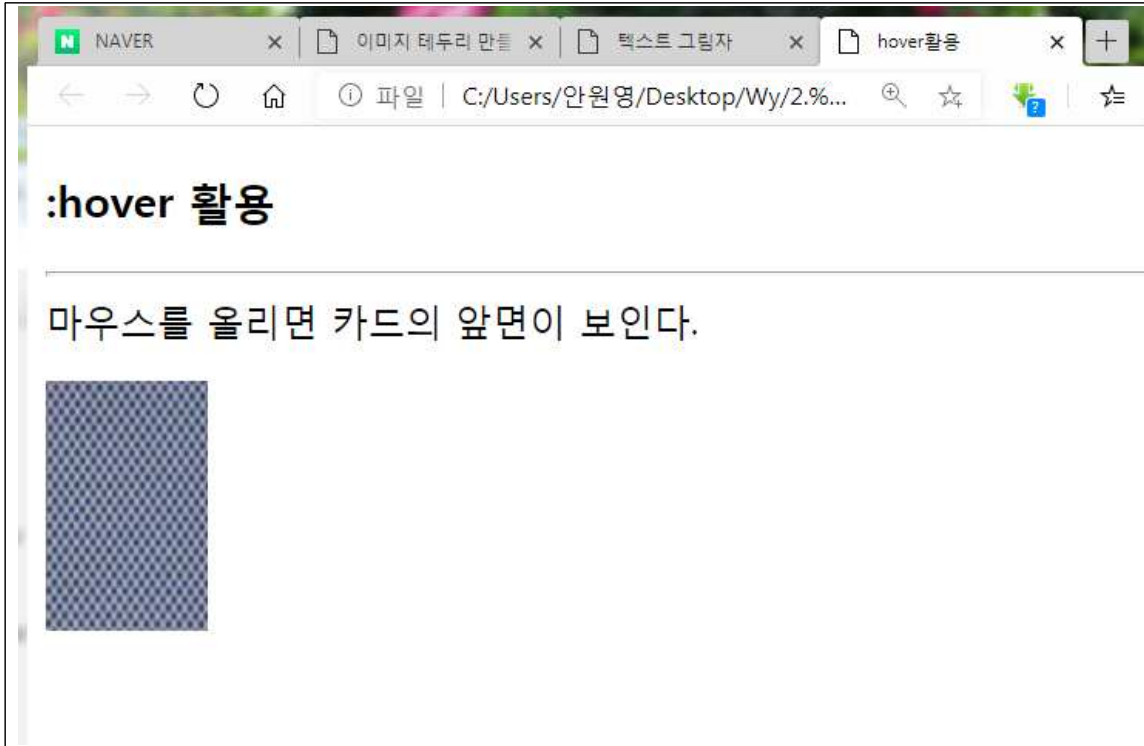 NAVER
이미지 테두리 만들
텍스트 그림자
hover활용
파일 | C:/Users/안원영/Desktop/Wy/2.%...
:hover 활용
마우스를 올리면 카드의 앞면이 보인다.